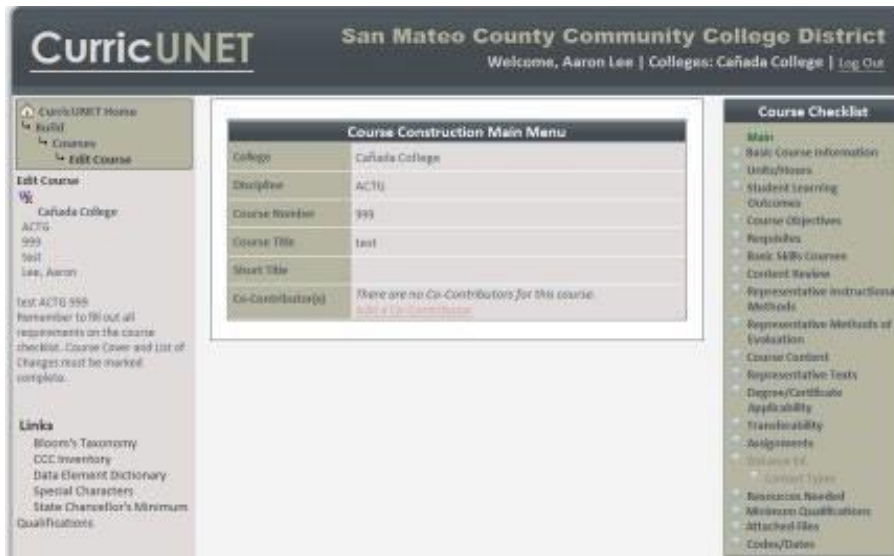 CurricUNET
San Mateo County Community College District
Welcome, Aaron Lee | Colleges: Cañada College | Log Out
CurricUNET Home
Build
Courses
Edit Course
Edit Course
Cañada College
ACTG
999
test
Lee, Aaron
test ACTG 999
Remember to fill out all
requirements on the course
checklist. Course Cover and List of
Changes must be marked
complete.
Links
Bloom's Taxonomy
CCC Inventory
Data Element Dictionary
Special Characters
State Chancellor's Minimum
Qualifications
Course Construction Main Menu
College Cañada College
Discipline ACTG
Course Number 999
Course Title test
Short Title
Co-Contributor(s) There are no Co-Contributors for this course.
Add a Co-Contributor
Course Checklist
Main
Basic Course Information
Units/Hours
Student Learning
Outcomes
Course Objectives
Requisites
Basic Skills Courses
Content Review
Representative Instructiona
Methods
Representative Methods of
Evaluation
Course Content
Representative Texts
Degree/Certificate
Applicability
Transferability
Assignments
Distance Ed.
Contact Types
Resources Needed
Minimum Qualifications
Attached Files
Codes/Dates